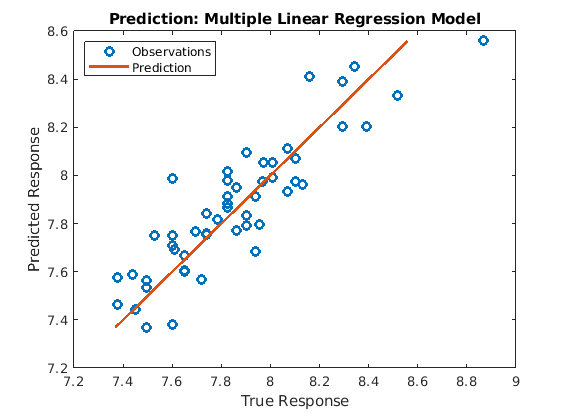 Prediction: Multiple Linear Regression Model
Observations
Prediction
Predicted Response
8.6
8.4
8.2
8
7.8
7.6
7.4
7.2
7.2 7.4 7.6 7.8 8 8.2 8.4 8.6 8.8 9
True Response